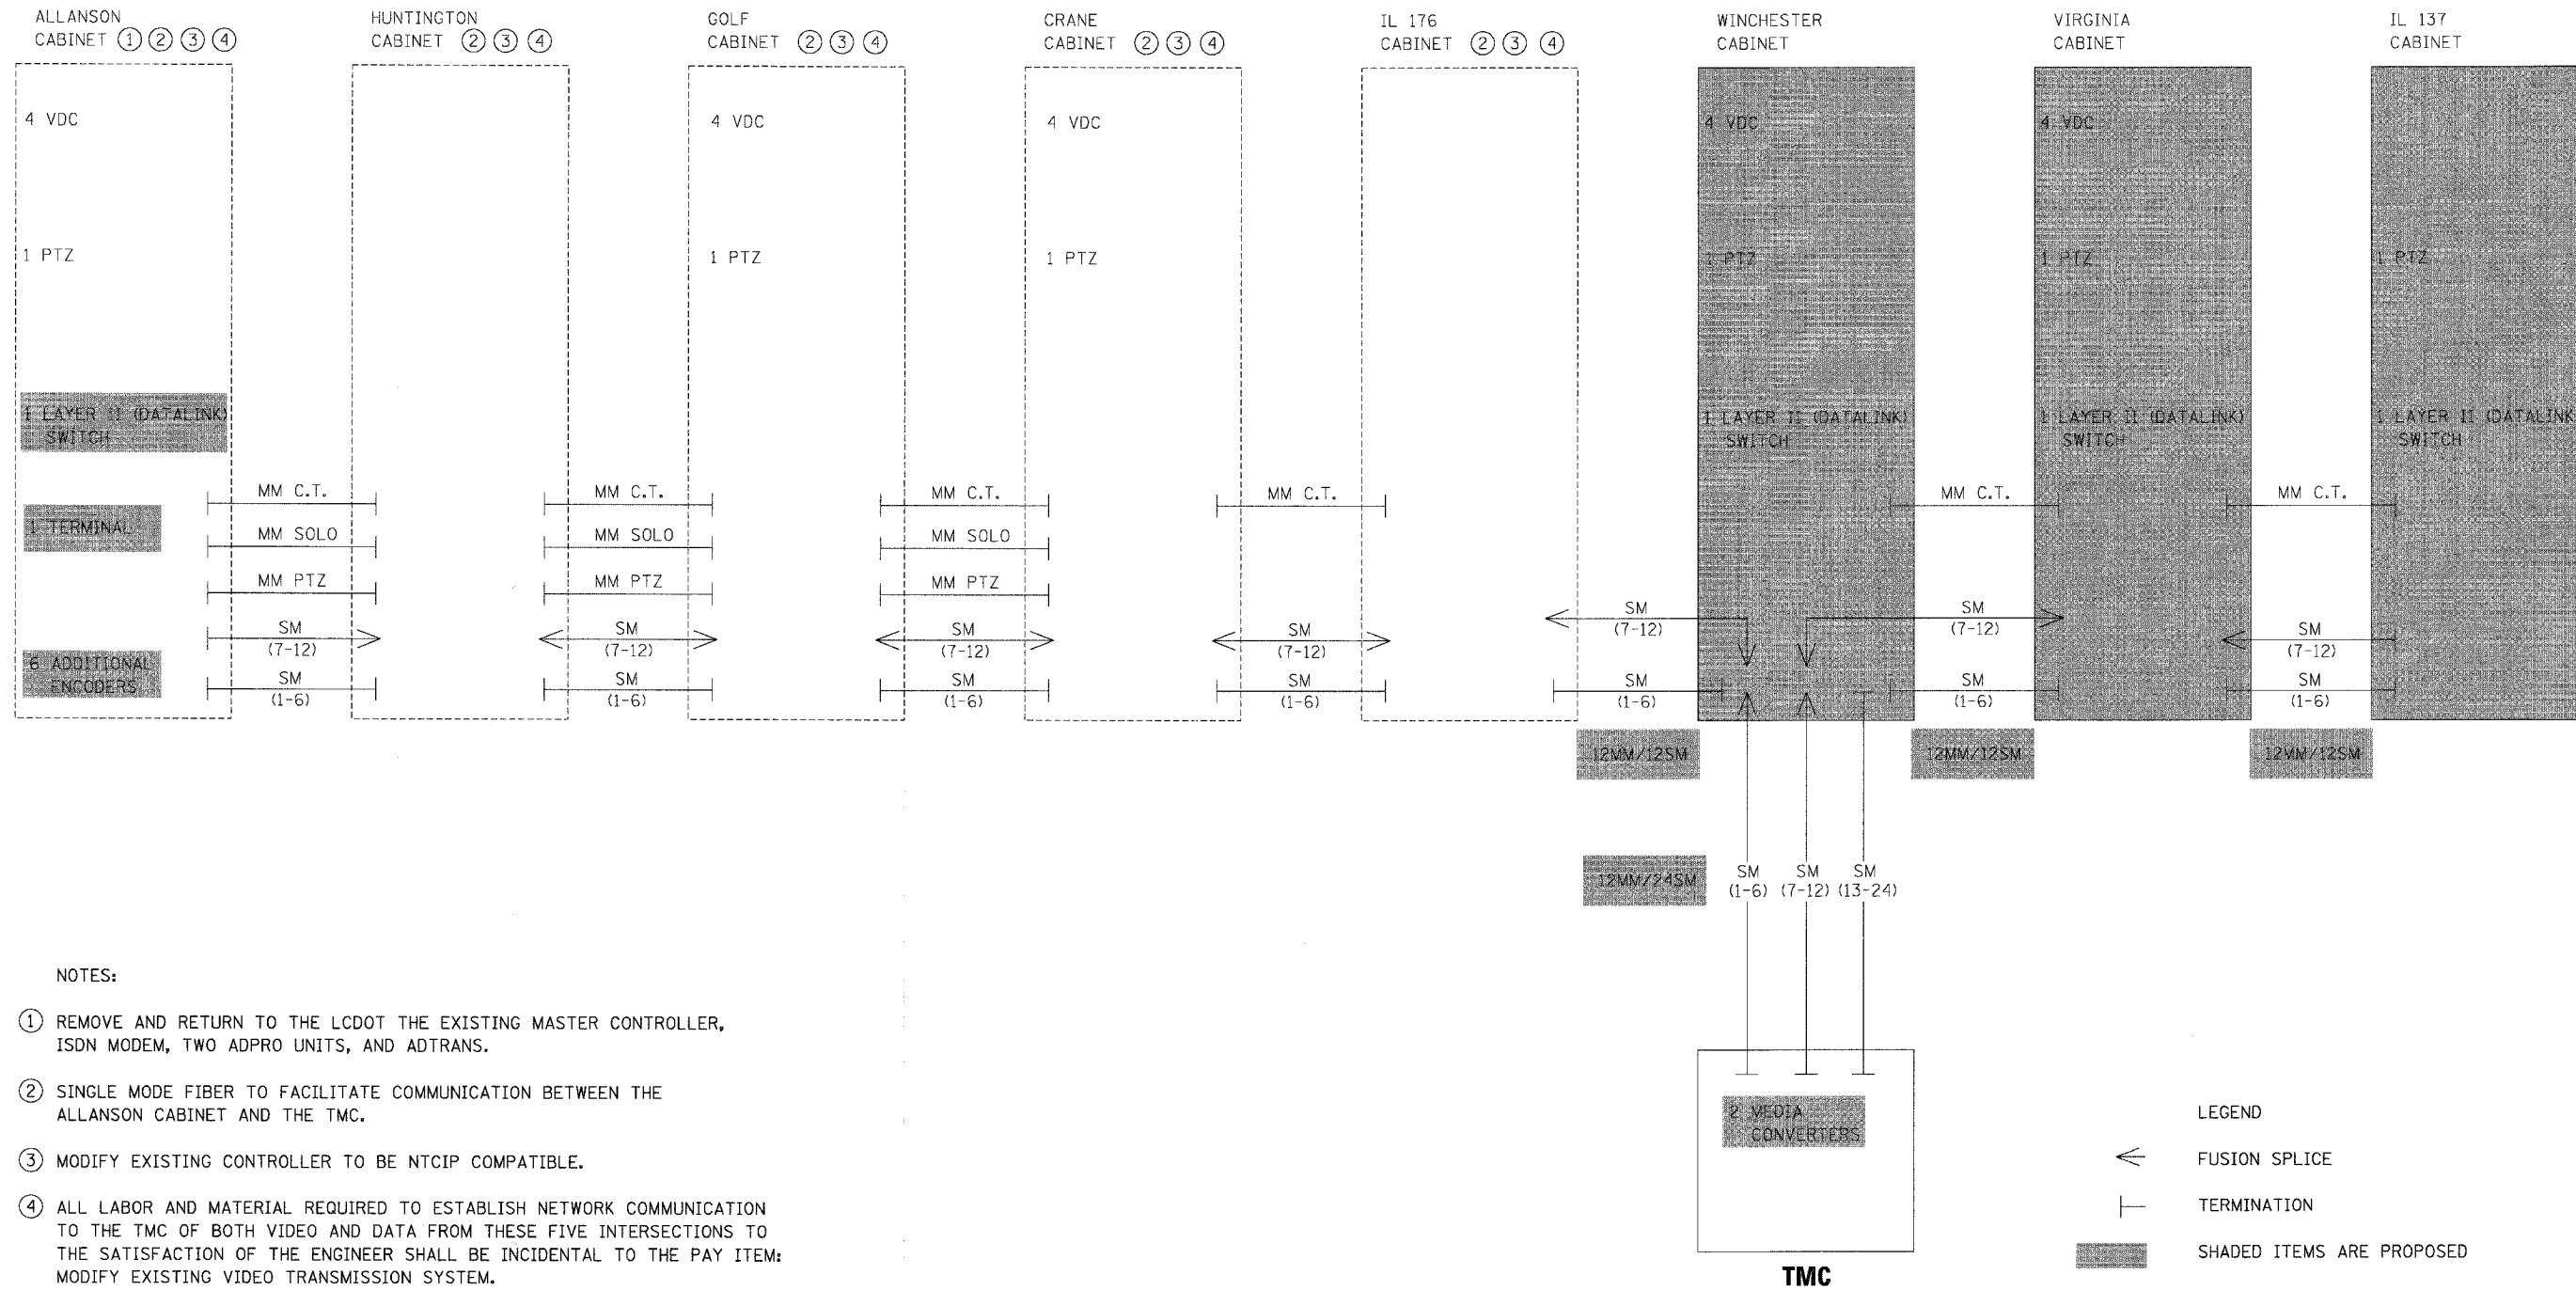 ALLANSON
CABINET ① ② ③ ④
HUNTINGTON
CABINET ② ③ ④
GOLF
CABINET ② ③ ④
CRANE
CABINET ② ③ ④
IL 176
CABINET ② ③ ④
WINCHESTER
CABINET
VIRGINIA
CABINET
IL 137
CABINET
4 VDC
4 VDC
4 VDC
4 VDC
4 VDC
1 PTZ
1 PTZ
1 PTZ
1 PTZ
1 PTZ
1 PTZ
1 LAYER II (DATALINK)
SWITCH
1 LAYER II (DATALINK)
SWITCH
1 LAYER II (DATALINK)
SWITCH
1 LAYER II (DATALINK
SWITCH
1 TERMINAL
6 ADDITIONAL
ENCODERS
MM C.T.
MM SOLO
MM PTZ
SM
(7-12)
SM
(1-6)
MM C.T.
MM SOLO
MM PTZ
SM
(7-12)
SM
(1-6)
MM C.T.
MM SOLO
MM PTZ
SM
(7-12)
SM
(1-6)
MM C.T.
SM
(7-12)
SM
(1-6)
SM
(7-12)
SM
(1-6)
MM C.T.
SM
(7-12)
SM
(1-6)
MM C.T.
SM
(7-12)
SM
(1-6)
12MM/12SM
12MM/12SM
12MM/12SM
12MM/24SM
SM
(1-6)
SM
(7-12)
SM
(13-24)
2 MEDIA
CONVERTERS
TMC
NOTES:
① REMOVE AND RETURN TO THE LCDOT THE EXISTING MASTER CONTROLLER,
ISDN MODEM, TWO ADPRO UNITS, AND ADTRANS.
② SINGLE MODE FIBER TO FACILITATE COMMUNICATION BETWEEN THE
ALLANSON CABINET AND THE TMC.
③ MODIFY EXISTING CONTROLLER TO BE NTCIP COMPATIBLE.
④ ALL LABOR AND MATERIAL REQUIRED TO ESTABLISH NETWORK COMMUNICATION
TO THE TMC OF BOTH VIDEO AND DATA FROM THESE FIVE INTERSECTIONS TO
THE SATISFACTION OF THE ENGINEER SHALL BE INCIDENTAL TO THE PAY ITEM:
MODIFY EXISTING VIDEO TRANSMISSION SYSTEM.
LEGEND
FUSION SPLICE
TERMINATION
SHADED ITEMS ARE PROPOSED